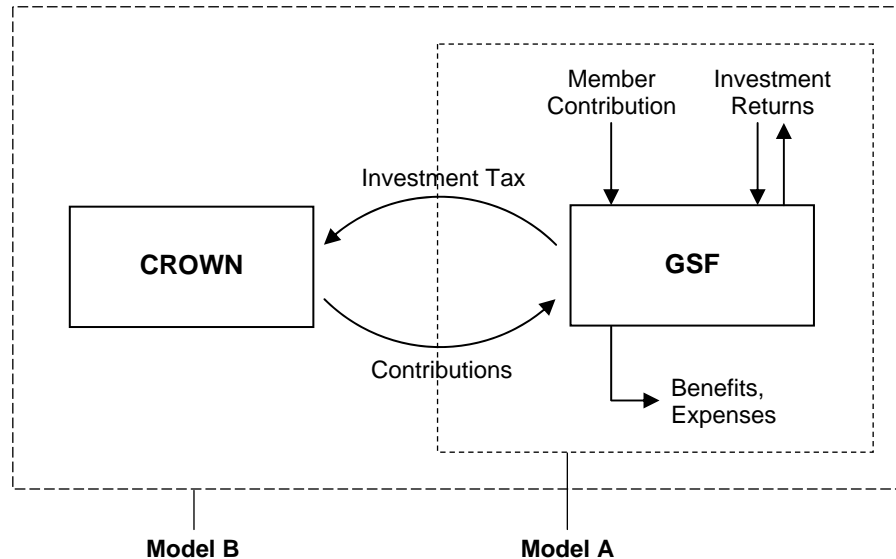 Member
Contribution
Investment
Returns
Investment Tax
CROWN
GSF
Contributions
Benefits,
Expenses
Model B
Model A